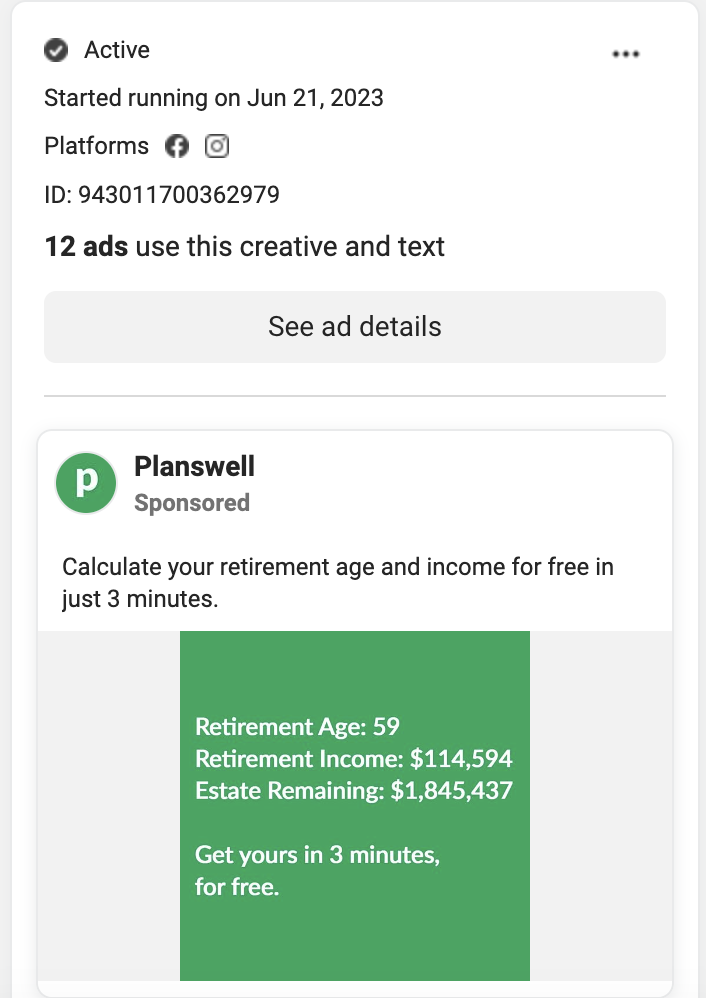 Active
Started running on Jun 21, 2023
Platforms
ID: 943011700362979
12 ads use this creative and text
See ad details
p
Planswell
Sponsored
Calculate your retirement age and income for free in
just 3 minutes.
Retirement Age: 59
Retirement Income: $114,594
Estate Remaining: $1,845,437
Get yours in 3 minutes,
for free.